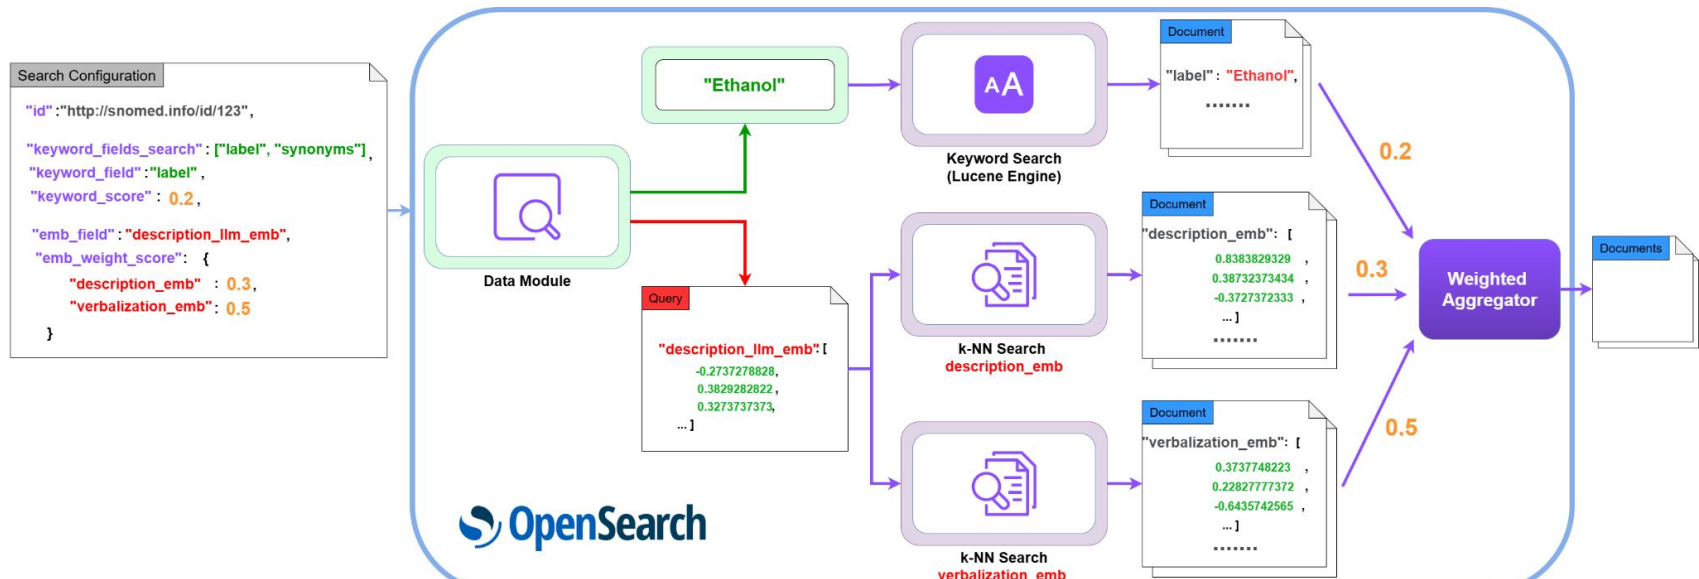 Search Configuration
"id" :"http://snomed.info/id/123",
"keyword_fields_search" : ["label", "synonyms"] ,
"keyword_field" :"label" ,
"keyword_score" : 0.2 ,
"emb_field" : "description_llm_emb",
"emb_weight_score": {
"description_emb" : 0.3,
"verbalization_emb" : 0.5
}
Data Module
"Ethanol"
Query
"description_llm_emb": [
-0.2737278828,
0.3829282822 ,
0.3273737373,
... ]
AA
Keyword Search
(Lucene Engine)
k-NN Search
description_emb
k-NN Search
verbalization_emb
Document
"label" : "Ethanol",
.......
Document
"description_emb": [
0.8383829329 ,
0.38732373434 ,
-0.3727372333 ,
... ]
.......
Document
"verbalization_emb": [
0.3737748223 ,
0.22827777372 ,
-0.6435742565 ,
... ]
.......
0.2
0.3
0.5
Weighted
Aggregator
Documents
OpenSearch